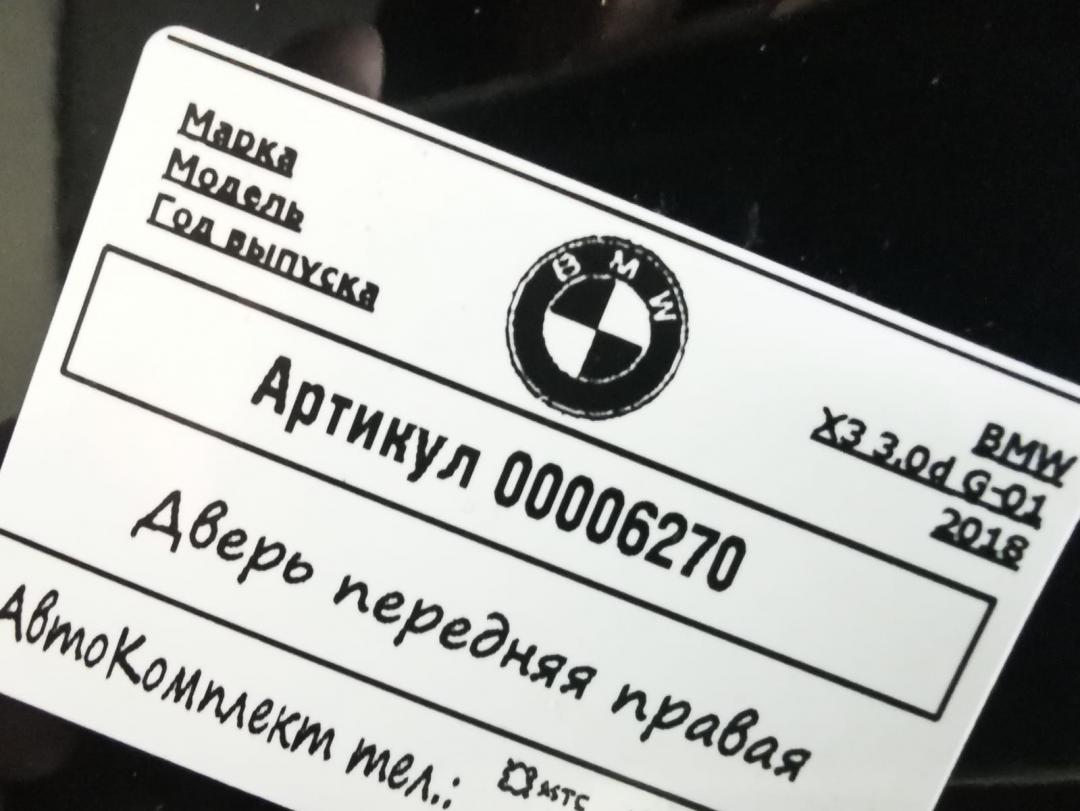 Марка BMW
Модель X3 3,0d G-01
Год выпуска 2018
BMW
Артикул 00006270
Дверь передняя правая
АвтоКомплект тел.: